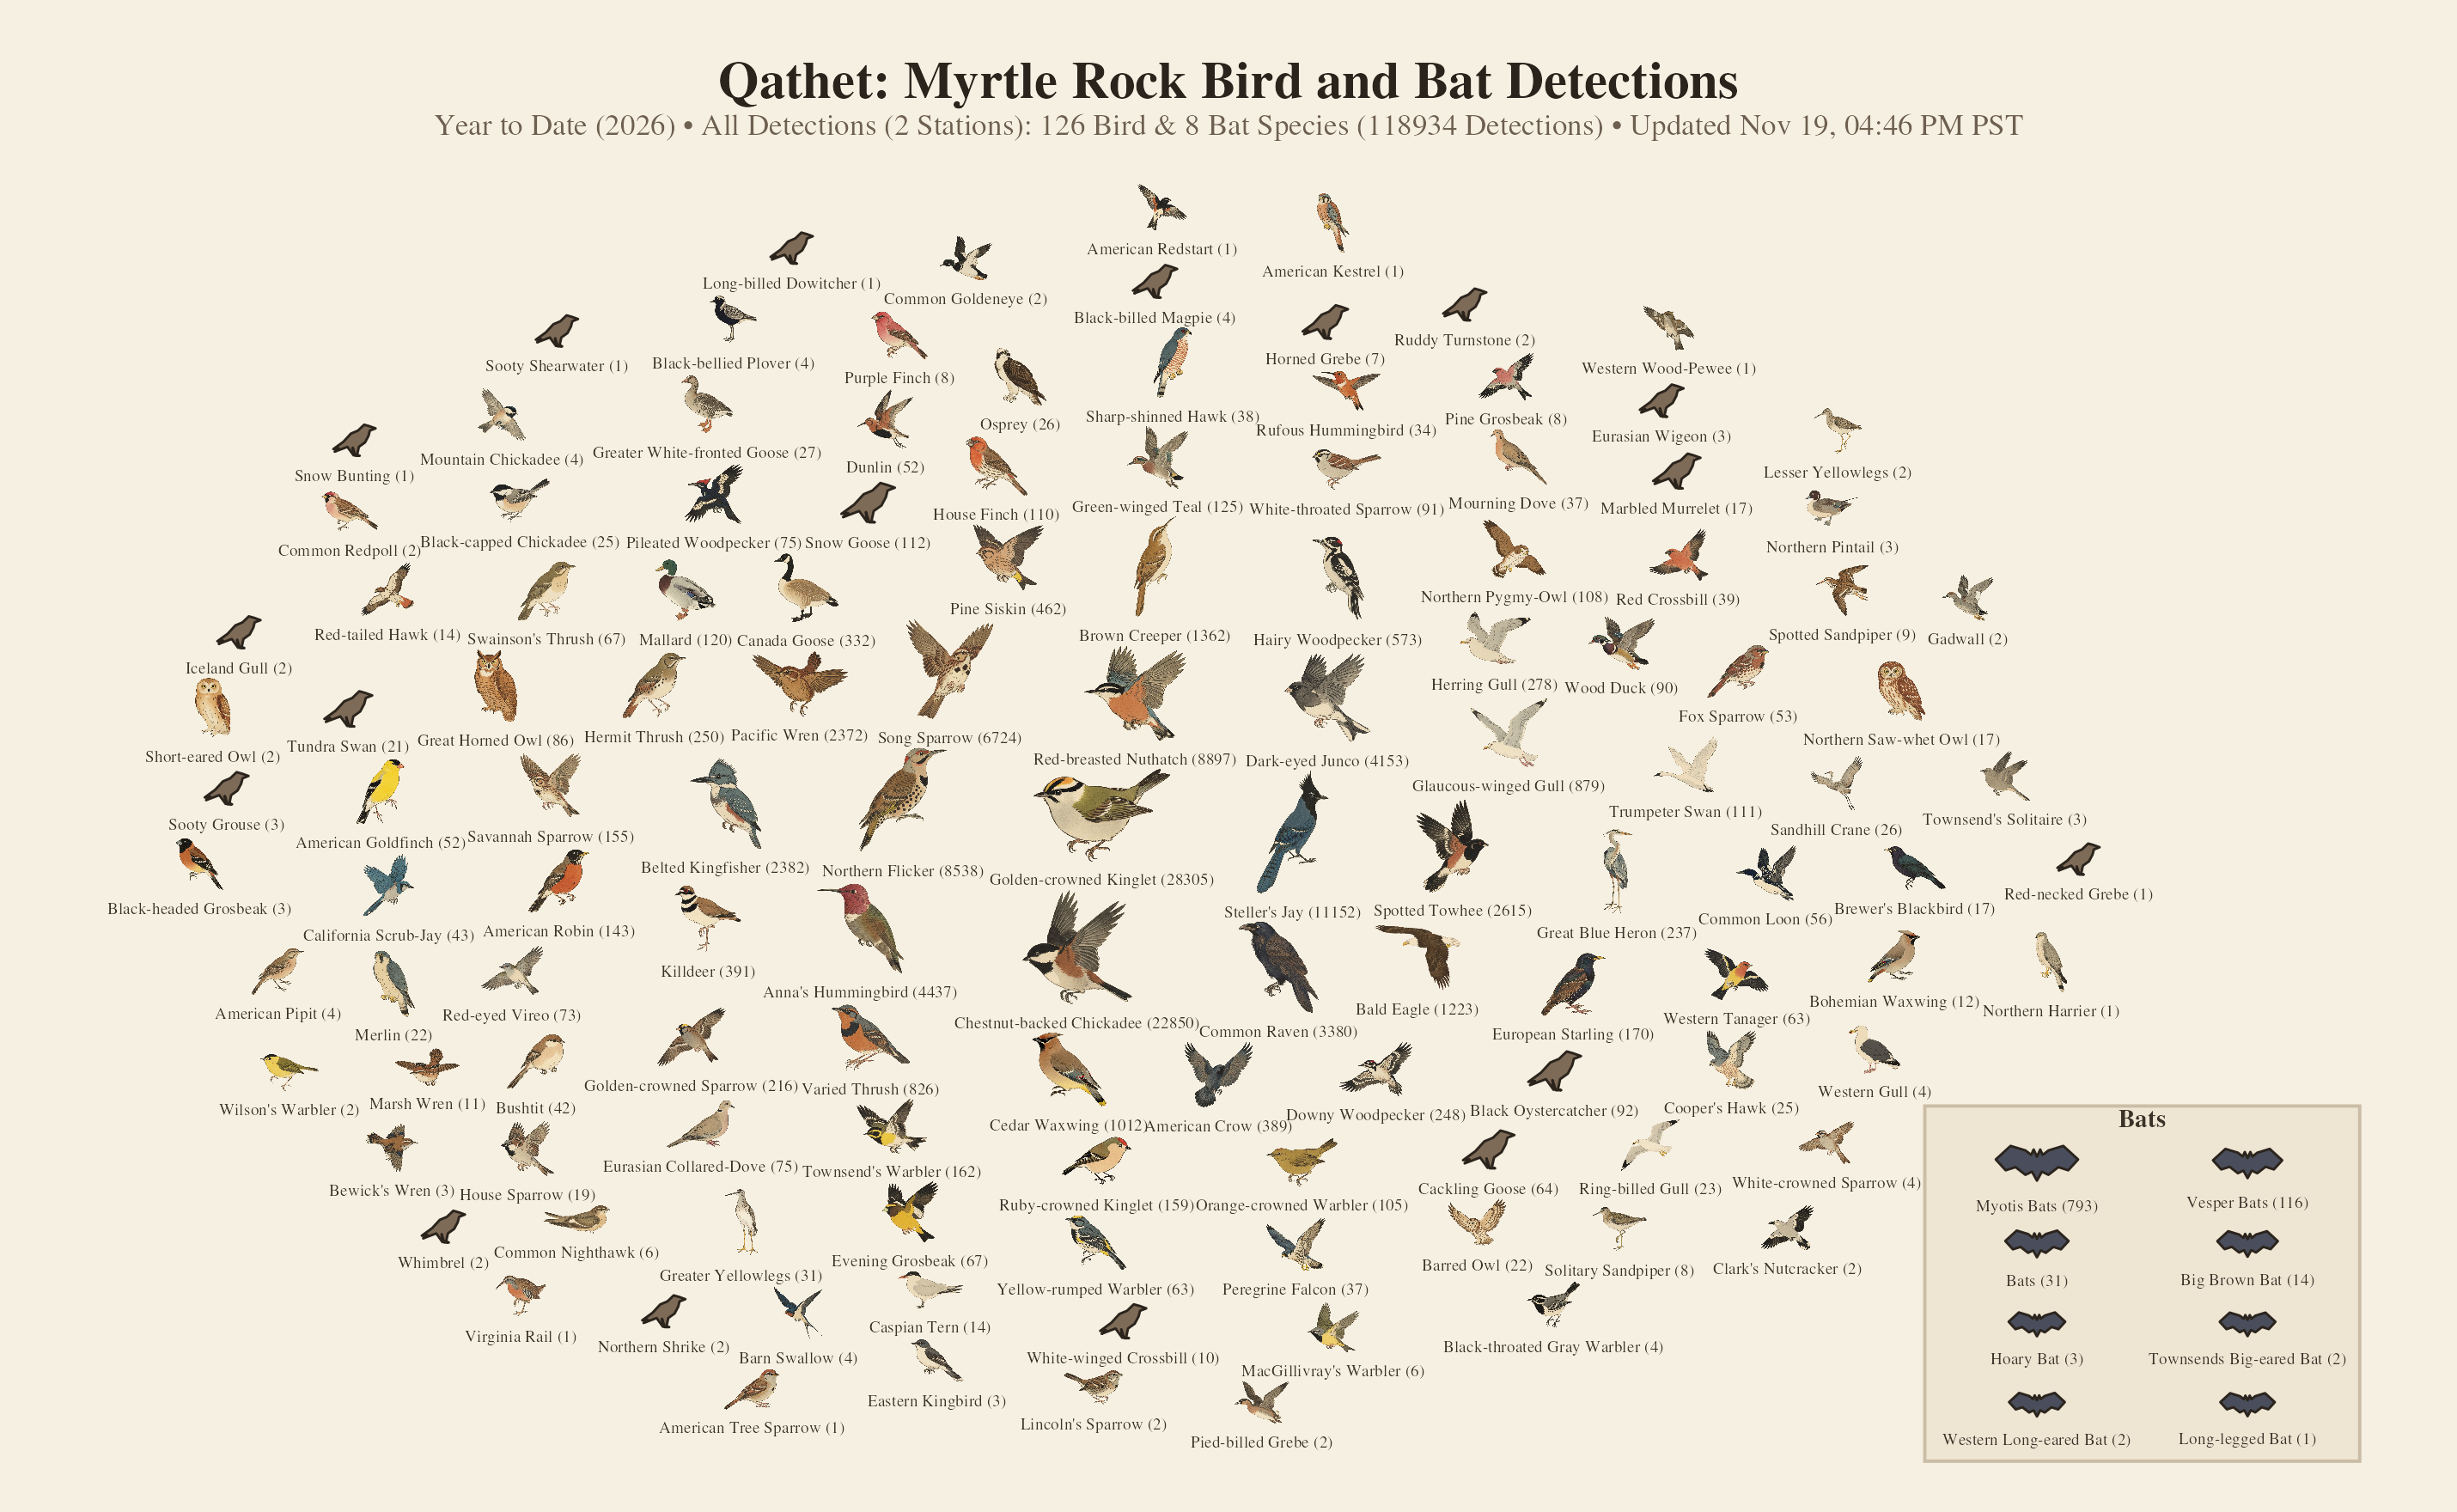 Qathet: Myrtle Rock Bird and Bat Detections
Year to Date (2026) • All Detections (2 Stations): 126 Bird & 8 Bat Species (118934 Detections) • Updated Nov 19, 04:46 PM PST
American Redstart (1)
American Kestrel (1)
Long-billed Dowitcher (1)
Common Goldeneye (2)
Black-billed Magpie (4)
Ruddy Turnstone (2)
Horned Grebe (7)
Sooty Shearwater (1)
Black-bellied Plover (4)
Purple Finch (8)
Western Wood-Pewee (1)
Osprey (26)
Sharp-shinned Hawk (38)
Rufous Hummingbird (34)
Pine Grosbeak (8)
Eurasian Wigeon (3)
Mountain Chickadee (4)
Greater White-fronted Goose (27)
Dunlin (52)
Snow Bunting (1)
Lesser Yellowlegs (2)
House Finch (110)
Green-winged Teal (125)
White-throated Sparrow (91)
Mourning Dove (37)
Marbled Murrelet (17)
Common Redpoll (2)
Black-capped Chickadee (25)
Pileated Woodpecker (75)
Snow Goose (112)
Northern Pintail (3)
Pine Siskin (462)
Northern Pygmy-Owl (108)
Red Crossbill (39)
Red-tailed Hawk (14)
Swainson's Thrush (67)
Mallard (120)
Canada Goose (332)
Brown Creeper (1362)
Hairy Woodpecker (573)
Spotted Sandpiper (9)
Gadwall (2)
Iceland Gull (2)
Herring Gull (278)
Wood Duck (90)
Fox Sparrow (53)
Short-eared Owl (2)
Tundra Swan (21)
Great Horned Owl (86)
Hermit Thrush (250)
Pacific Wren (2372)
Song Sparrow (6724)
Northern Saw-whet Owl (17)
Red-breasted Nuthatch (8897)
Dark-eyed Junco (4153)
Glaucous-winged Gull (879)
Trumpeter Swan (111)
Sandhill Crane (26)
Townsend's Solitaire (3)
Sooty Grouse (3)
American Goldfinch (52)
Savannah Sparrow (155)
Belted Kingfisher (2382)
Northern Flicker (8538)
Golden-crowned Kinglet (28305)
Red-necked Grebe (1)
Black-headed Grosbeak (3)
Steller's Jay (11152)
Spotted Towhee (2615)
Common Loon (56)
Brewer's Blackbird (17)
California Scrub-Jay (43)
American Robin (143)
Great Blue Heron (237)
Killdeer (391)
Anna's Hummingbird (4437)
American Pipit (4)
Red-eyed Vireo (73)
Bald Eagle (1223)
Bohemian Waxwing (12)
Northern Harrier (1)
Merlin (22)
Chestnut-backed Chickadee (22850)
Common Raven (3380)
European Starling (170)
Western Tanager (63)
Wilson's Warbler (2)
Marsh Wren (11)
Bushtit (42)
Golden-crowned Sparrow (216)
Varied Thrush (826)
Western Gull (4)
Cedar Waxwing (1012)
American Crow (389)
Downy Woodpecker (248)
Black Oystercatcher (92)
Cooper's Hawk (25)
Eurasian Collared-Dove (75)
Townsend's Warbler (162)
Bewick's Wren (3)
House Sparrow (19)
Ruby-crowned Kinglet (159)
Orange-crowned Warbler (105)
Cackling Goose (64)
Ring-billed Gull (23)
White-crowned Sparrow (4)
Whimbrel (2)
Common Nighthawk (6)
Greater Yellowlegs (31)
Evening Grosbeak (67)
Yellow-rumped Warbler (63)
Peregrine Falcon (37)
Barred Owl (22)
Solitary Sandpiper (8)
Clark's Nutcracker (2)
Virginia Rail (1)
Northern Shrike (2)
Barn Swallow (4)
Caspian Tern (14)
White-winged Crossbill (10)
MacGillivray's Warbler (6)
Black-throated Gray Warbler (4)
American Tree Sparrow (1)
Eastern Kingbird (3)
Lincoln's Sparrow (2)
Pied-billed Grebe (2)
Bats
Myotis Bats (793)
Vesper Bats (116)
Bats (31)
Big Brown Bat (14)
Hoary Bat (3)
Townsends Big-eared Bat (2)
Western Long-eared Bat (2)
Long-legged Bat (1)